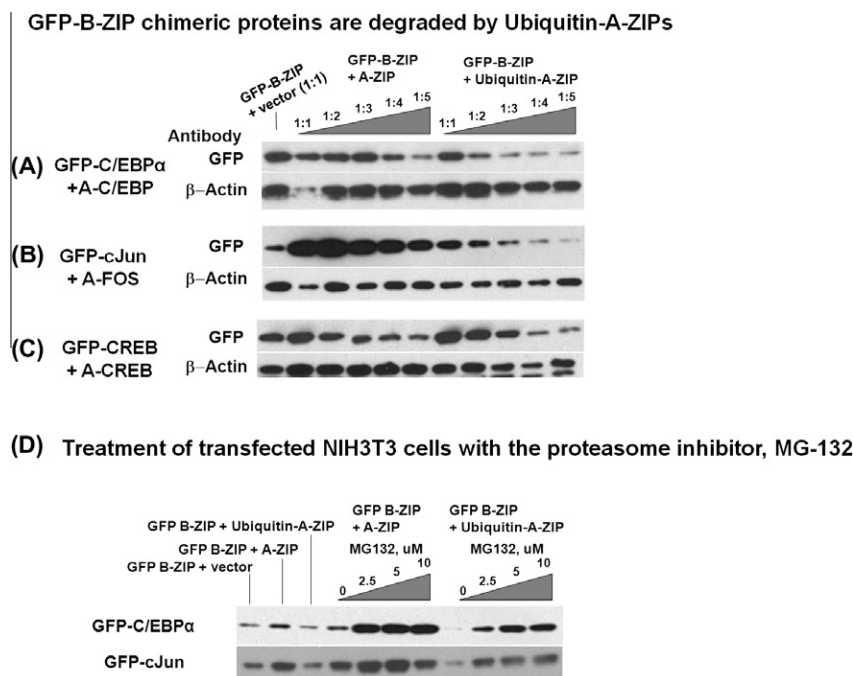 GFP-B-ZIP chimeric proteins are degraded by Ubiquitin-A-ZIPs
GFP-B-ZIP
+ vector (1:1)
GFP-B-ZIP
+ A-ZIP
1:1
1:2
1:3
1:4
1:5
GFP-B-ZIP
+ Ubiquitin-A-ZIP
1:1
1:2
1:3
1:4
1:5
Antibody
(A)
GFP-C/EBPα
+A-C/EBP
GFP
β–Actin
(B)
GFP-cJun
+ A-FOS
GFP
β–Actin
(C)
GFP-CREB
+ A-CREB
GFP
β–Actin
(D) Treatment of transfected NIH3T3 cells with the proteasome inhibitor, MG-132
GFP B-ZIP + Ubiquitin-A-ZIP
GFP B-ZIP + A-ZIP
GFP B-ZIP + vector
GFP B-ZIP
+ A-ZIP
MG132, uM
0
2.5
5
10
GFP B-ZIP
+ Ubiquitin-A-ZIP
MG132, uM
0
2.5
5
10
GFP-C/EBPα
GFP-cJun